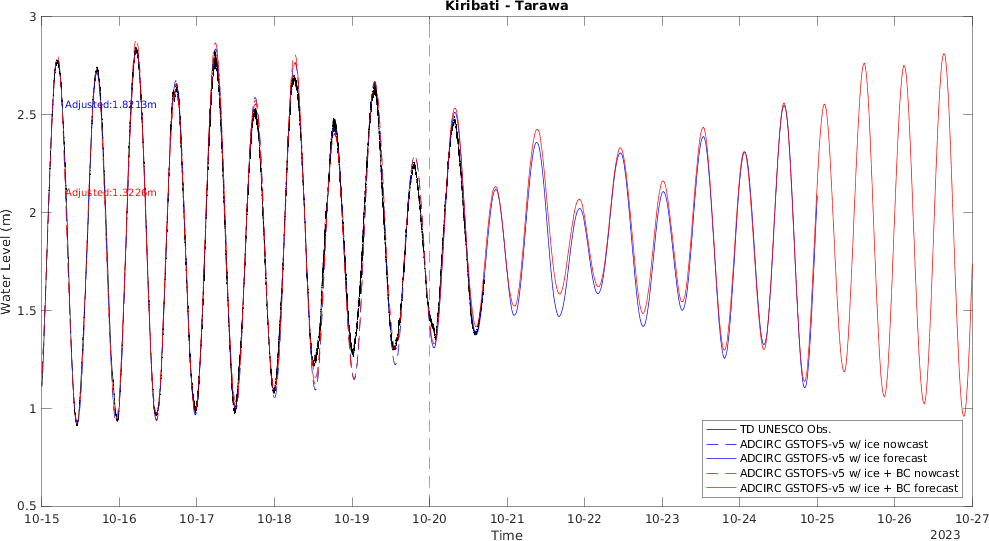 Kiribati - Tarawa
3
2.5
2
1.5
1
0.5
Water Level (m)
Adjusted:1.8213m
Adjusted:1.3226m
TD UNESCO Obs.
ADCIRC GSTOFS-v5 w/ ice nowcast
ADCIRC GSTOFS-v5 w/ ice forecast
ADCIRC GSTOFS-v5 w/ ice + BC nowcast
ADCIRC GSTOFS-v5 w/ ice + BC forecast
10-15 10-16 10-17 10-18 10-19 10-20 10-21 10-22 10-23 10-24 10-25 10-26 10-27
Time
2023